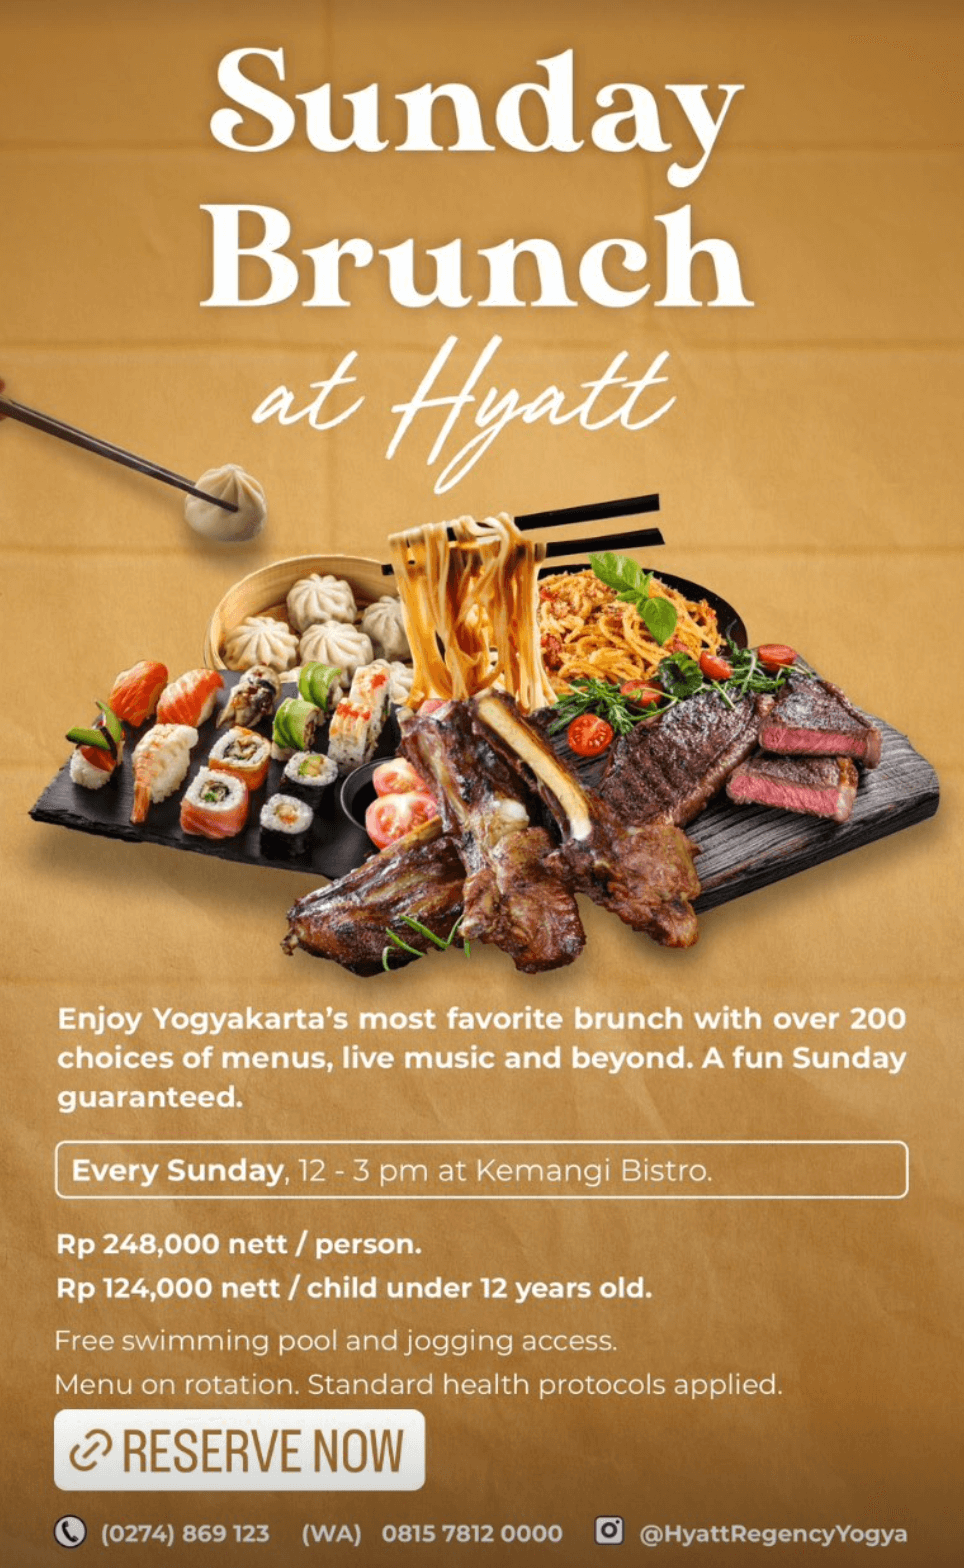 Sunday
Brunch
at Hyatt
Enjoy Yogyakarta's most favorite brunch with over 200
choices of menus, live music and beyond. A fun Sunday
guaranteed.
Every Sunday, 12 - 3 pm at Kemangi Bistro.
Rp 248,000 nett / person.
Rp 124,000 nett / child under 12 years old.
Free swimming pool and jogging access.
Menu on rotation. Standard health protocols applied.
RESERVE NOW
(0274) 869 123 (WA) 0815 7812 0000 @HyattRegencyYogya